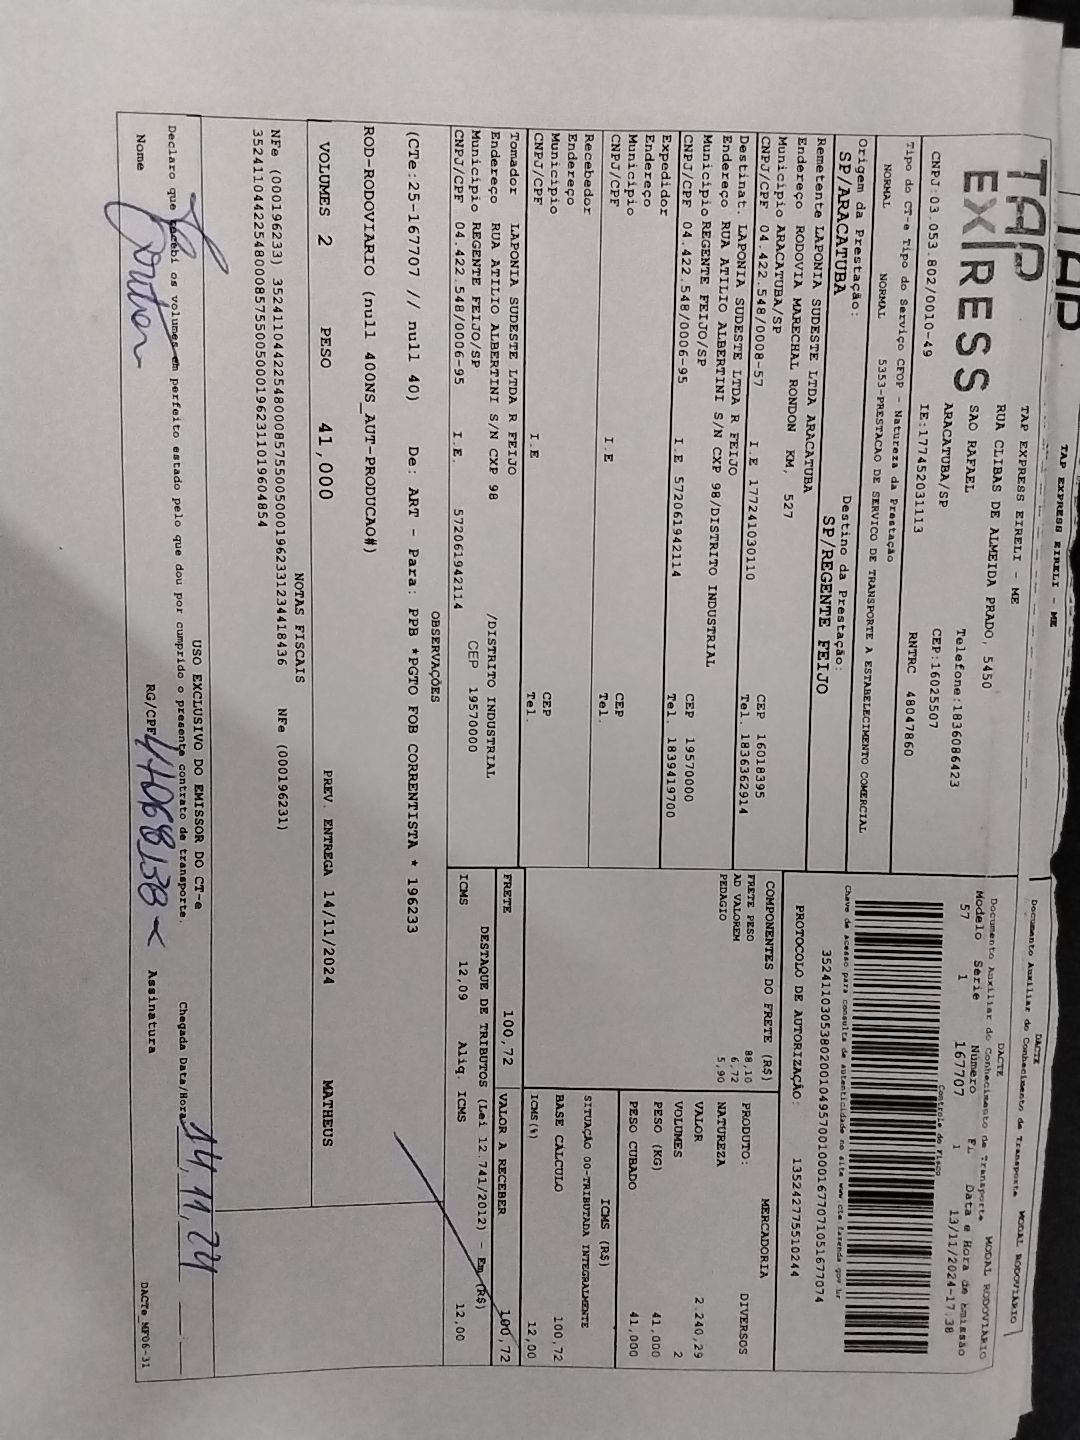 TAP EXPRESS EIRELI - ME
DACTE
Documento Auxiliar do Conhecimento de Transporte MODAL RODOVIARIO
TAP
EX/RESS
TAP EXPRESS EIRELI - ME
RUA CLIBAS DE ALMEIDA PRADO, 5450
SAO RAFAEL
Telefone:1836086423
ARACATUBA/SP
CEP:16025507
CNPJ:03.053.802/0010-49
IE:177452031113
RNTRC 48047860
DACTE
Documento Auxiliar do Conhecimento de Transporte MODAL RODOVIARIO
Modelo Série Número FL Data e Hora de Emissão
57 1 167707 1 13/11/2024-17.38
Controle do Fisco
Chave de acesso para consulta de autenticidade no site www.cte.fazenda.gov.br
35241103053802001049570010001677071051677074
PROTOCOLO DE AUTORIZAÇÃO: 135242775510244
Tipo do CT-e Tipo do Serviço CFOP - Natureza da Prestação
NORMAL NORMAL 5353-PRESTACAO DE SERVICO DE TRANSPORTE A ESTABELECIMENTO COMERCIAL
Origem da Prestação: Destino da Prestação:
SP/ARACATUBA SP/REGENTE FEIJO
Remetente LAPONIA SUDESTE LTDA ARACATUBA
Endereço RODOVIA MARECHAL RONDON KM, 527
Município ARACATUBA/SP CEP 16018395
CNPJ/CPF 04.422.548/0008-57 I.E 177241030110 Tel. 1836362914
Destinat. LAPONIA SUDESTE LTDA R FEIJO
Endereço RUA ATILIO ALBERTINI S/N CXP 98/DISTRITO INDUSTRIAL
Município REGENTE FEIJO/SP CEP 19570000
CNPJ/CPF 04.422.548/0006-95 I.E 572061942114 Tel. 1839419700
Expedidor
Endereço
Município CEP
CNPJ/CPF I.E Tel.
Recebedor
Endereço
Município CEP
CNPJ/CPF I.E Tel.
Tomador LAPONIA SUDESTE LTDA R FEIJO
Endereço RUA ATILIO ALBERTINI S/N CXP 98 /DISTRITO INDUSTRIAL
Município REGENTE FEIJO/SP CEP 19570000
CNPJ/CPF 04.422.548/0006-95 I.E. 572061942114
COMPONENTES DO FRETE (R$)
FRETE PESO 88,10
AD VALOREM 6,72
PEDAGIO 5,90
MERCADORIA
PRODUTO: DIVERSOS
NATUREZA
VALOR 2.240,29
VOLUMES 2
PESO (KG) 41,000
PESO CUBADO 41,000
ICMS (R$)
SITUAÇÃO 00-TRIBUTADA INTEGRALMENTE
BASE CÁLCULO 100,72
ICMS(%) 12,00
FRETE 100,72 VALOR A RECEBER 100,72
DESTAQUE DE TRIBUTOS (Lei 12.741/2012) - Em (R$)
ICMS 12,09 Aliq. ICMS 12,00
OBSERVAÇÕES
(CTe:25-167707 // null 40) De: ART - Para: PPB *PGTO FOB CORRENTISTA * 196233
ROD-RODOVIARIO (null 400NS_AUT-PRODUCAO#)
VOLUMES 2 PESO 41,000 PREV. ENTREGA 14/11/2024 MATHEUS
NOTAS FISCAIS
NFe (000196233) 35241104422548000857550050001962331234418436 NFe (000196231)
35241104422548000857550050001962311019604854
USO EXCLUSIVO DO EMISSOR DO CT-e
Declaro que recebi os volumes em perfeito estado pelo que dou por cumprido o presente contrato de transporte.
Chegada Data/Hora 14, 11, 24
Nome RG/CPF Assinatura
DACTe_MF06-31